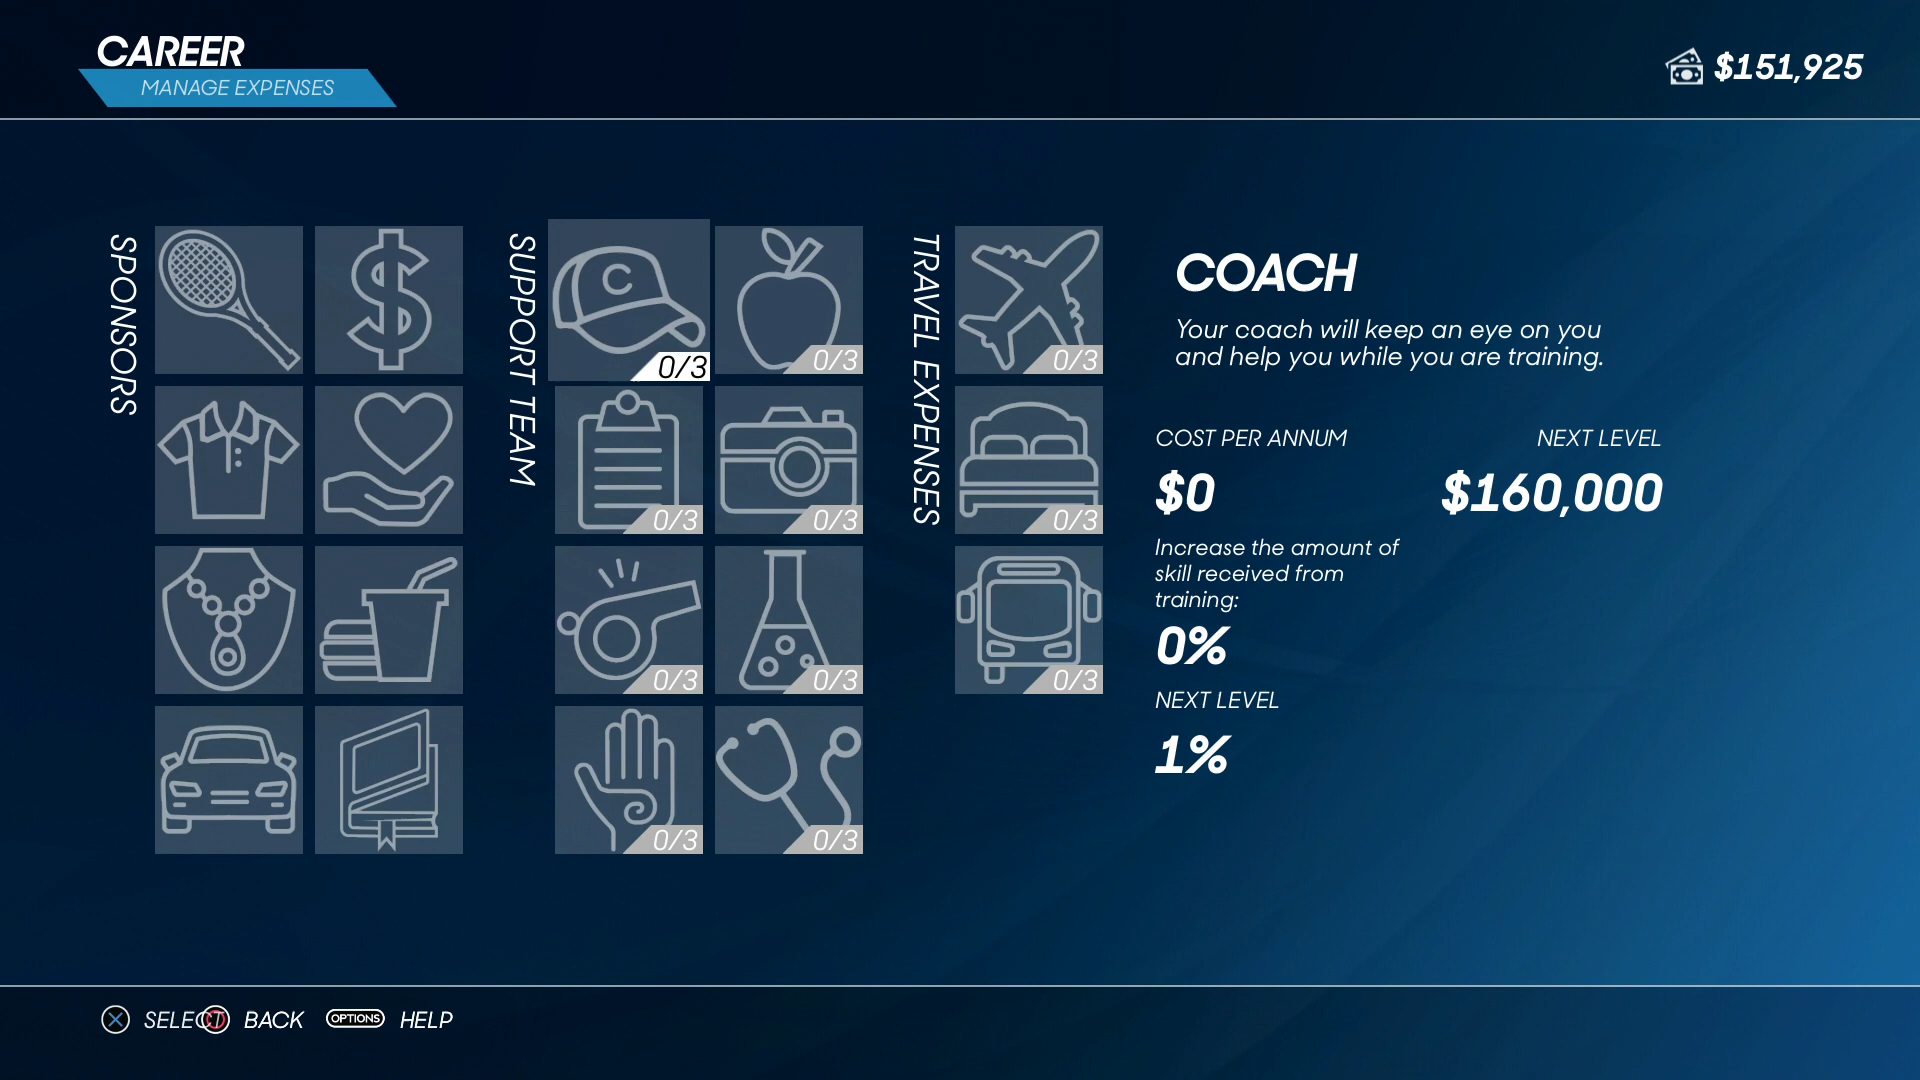 CAREER
MANAGE EXPENSES
$151,925
SPONSORS
SUPPORT TEAM
C
0/3
0/3
0/3
0/3
0/3
0/3
0/3
0/3
TRAVEL EXPENSES
0/3
0/3
0/3
COACH
Your coach will keep an eye on you
and help you while you are training.
COST PER ANNUM
NEXT LEVEL
$0
$160,000
Increase the amount of
skill received from
training:
0%
NEXT LEVEL
1%
SELECT BACK OPTIONS HELP